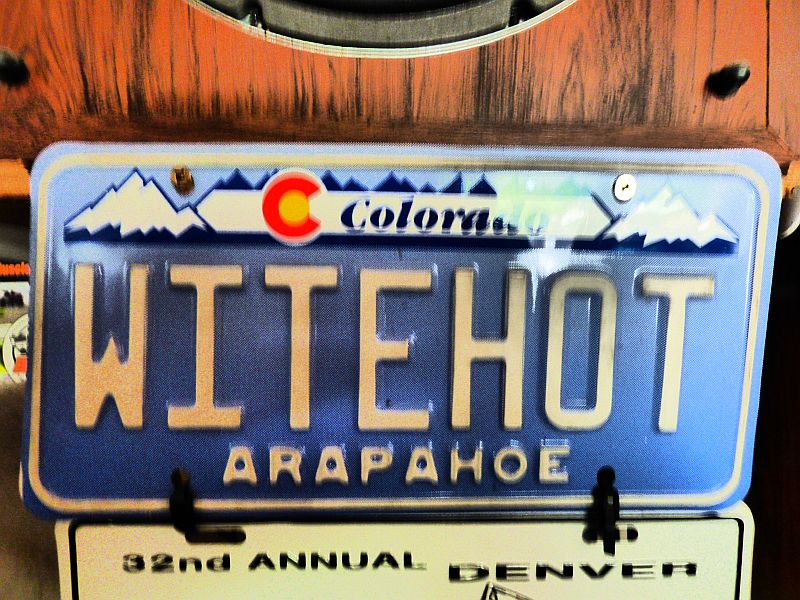 Colorado
WITEHOT
ARAPAHOE
32nd ANNUAL DENVER